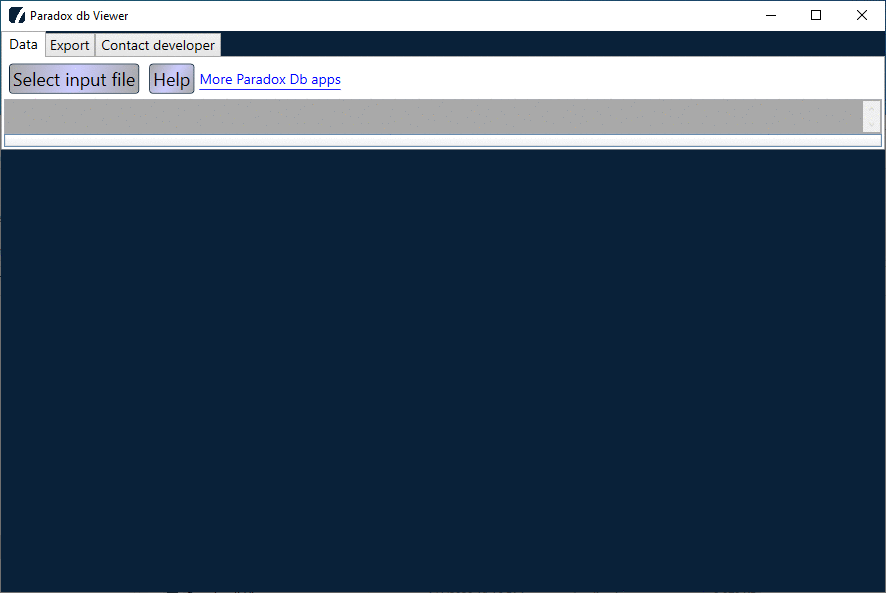 Paradox db Viewer
Data Export Contact developer
Select input file Help More Paradox Db apps